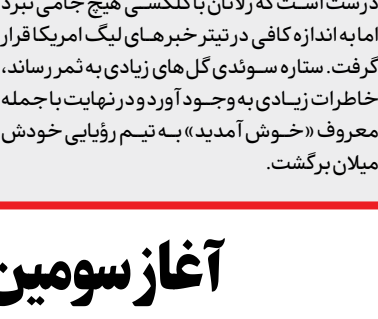 درست است که زلاتان با گلکسی هیچ جامی نبرد
اما به اندازه کافی در تیتر خبرهای لیگ امریکا قرار
گرفت. ستاره سوئدی گل‌های زیادی به ثمر رساند،
خاطرات زیادی به وجود آورد و در نهایت با جمله
معروف «خوش آمدید» به تیم رؤیایی خودش
میلان برگشت.
آغاز سومین